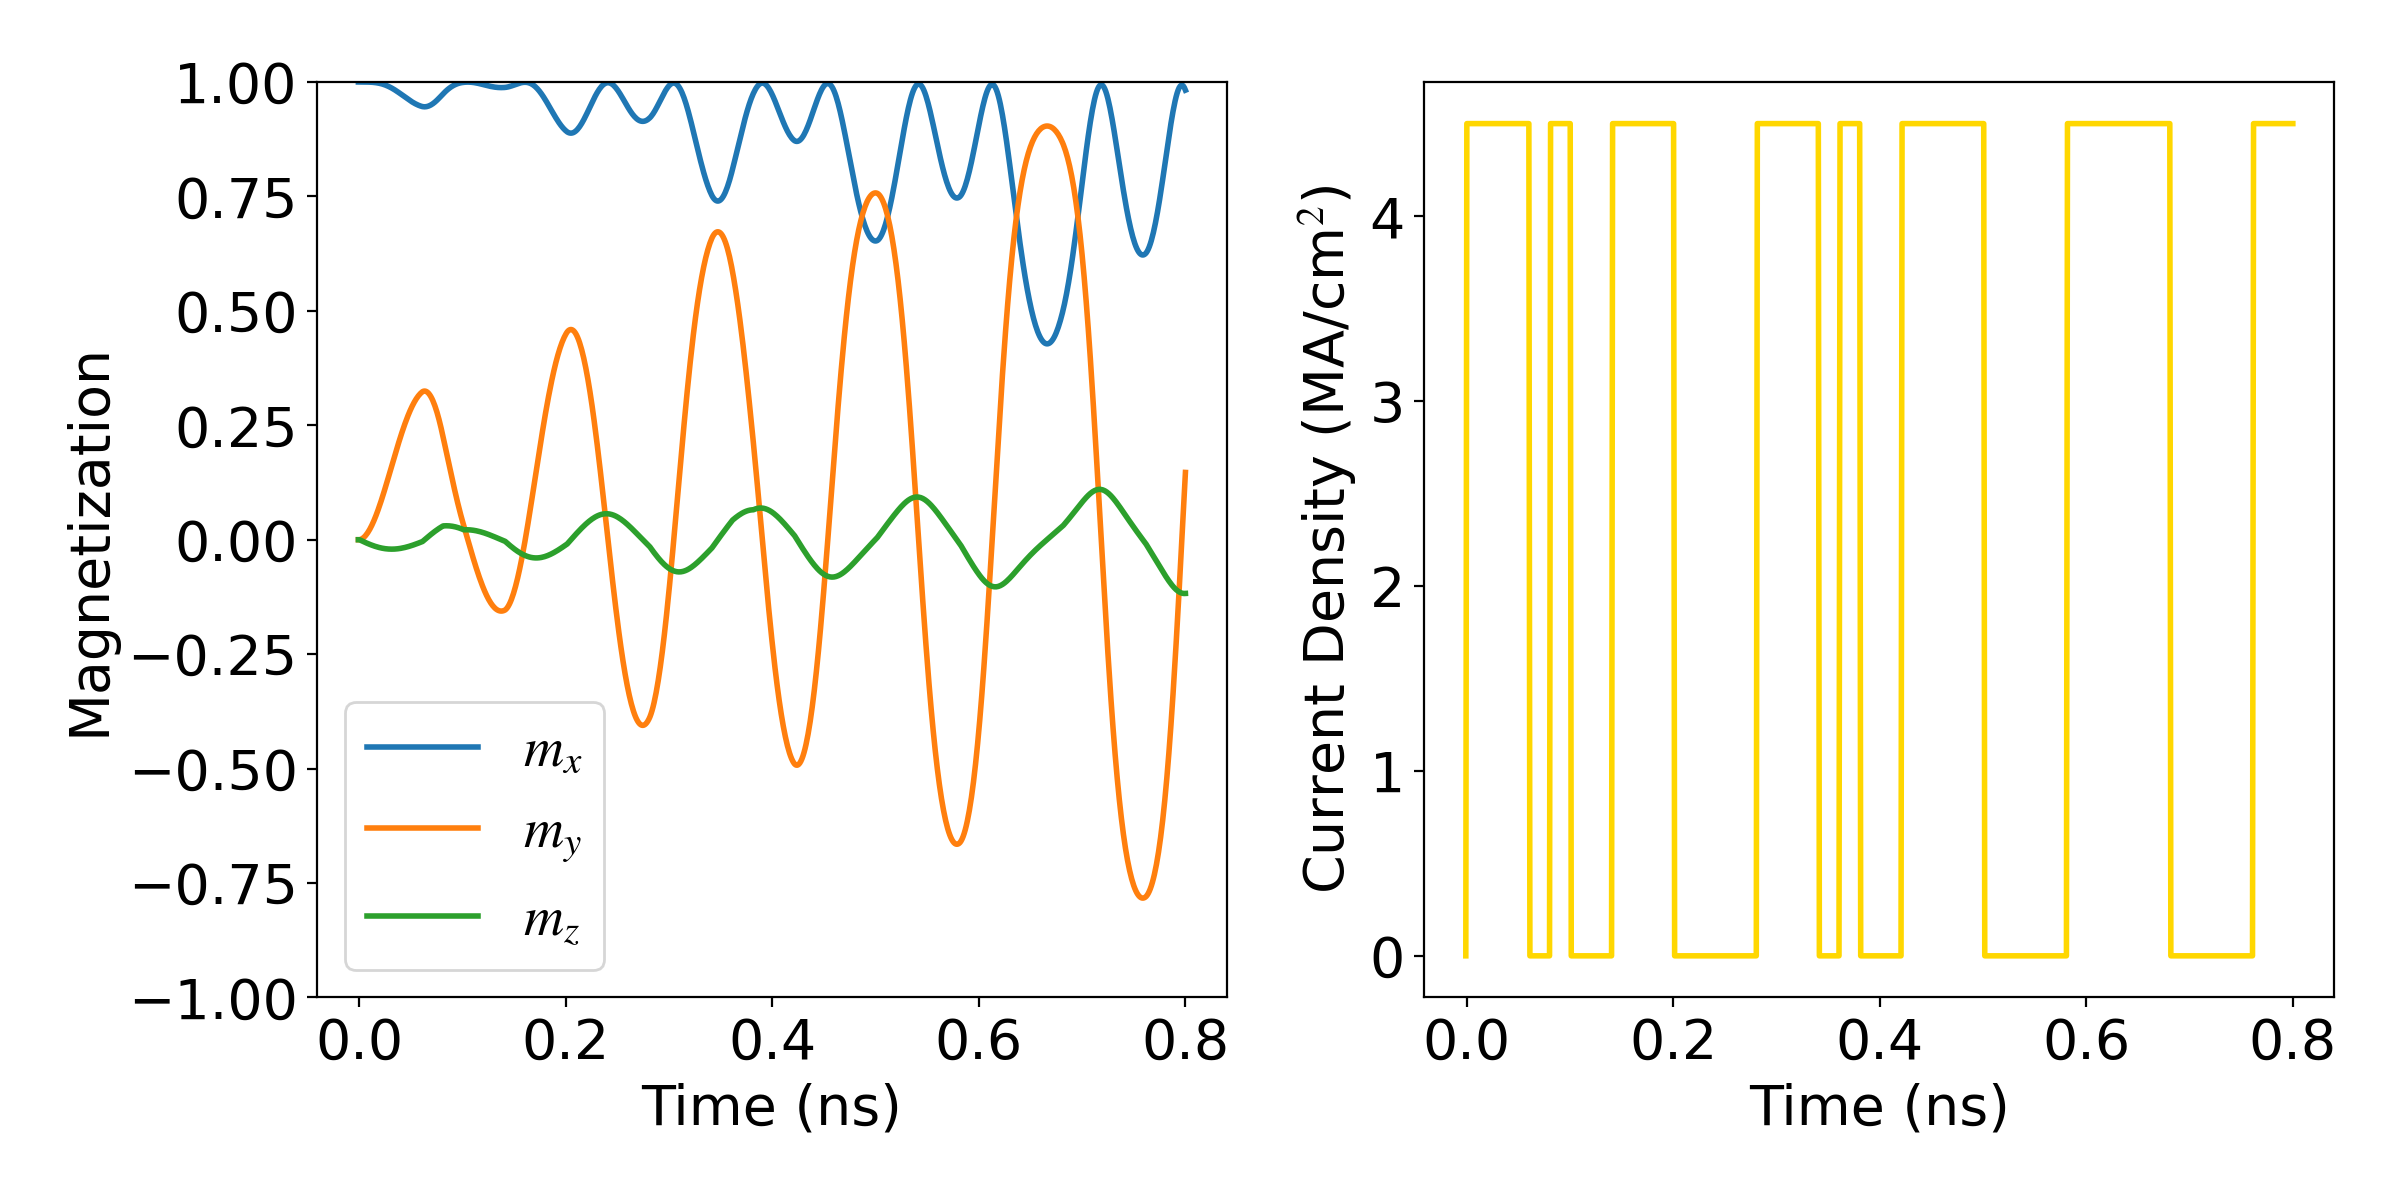 1.00
0.75
0.50
0.25
0.00
−0.25
−0.50
−0.75
−1.00
Magnetization
m_x
m_y
m_z
0.0 0.2 0.4 0.6 0.8
Time (ns)
4
3
2
1
0
Current Density (MA/cm²)
0.0 0.2 0.4 0.6 0.8
Time (ns)